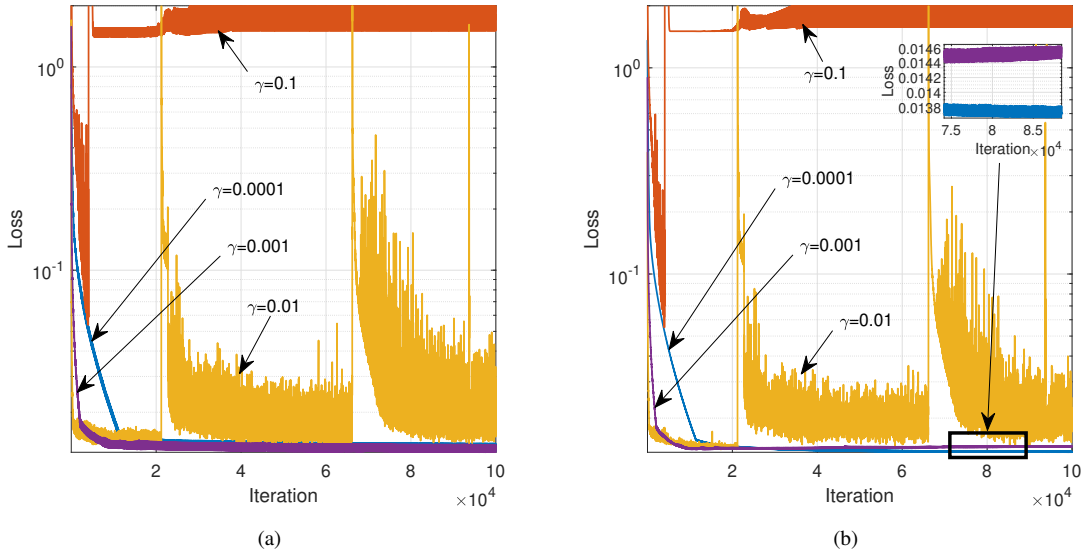 10^0
10^-1
Loss
γ=0.1
γ=0.0001
γ=0.001
γ=0.01
2 4 6 8 10
Iteration
×10^4
(a)
10^0
10^-1
Loss
γ=0.1
γ=0.0001
γ=0.001
γ=0.01
0.0146
0.0144
0.0142
0.014
0.0138
Loss
7.5 8 8.5
Iteration
×10^4
2 4 6 8 10
Iteration
×10^4
(b)